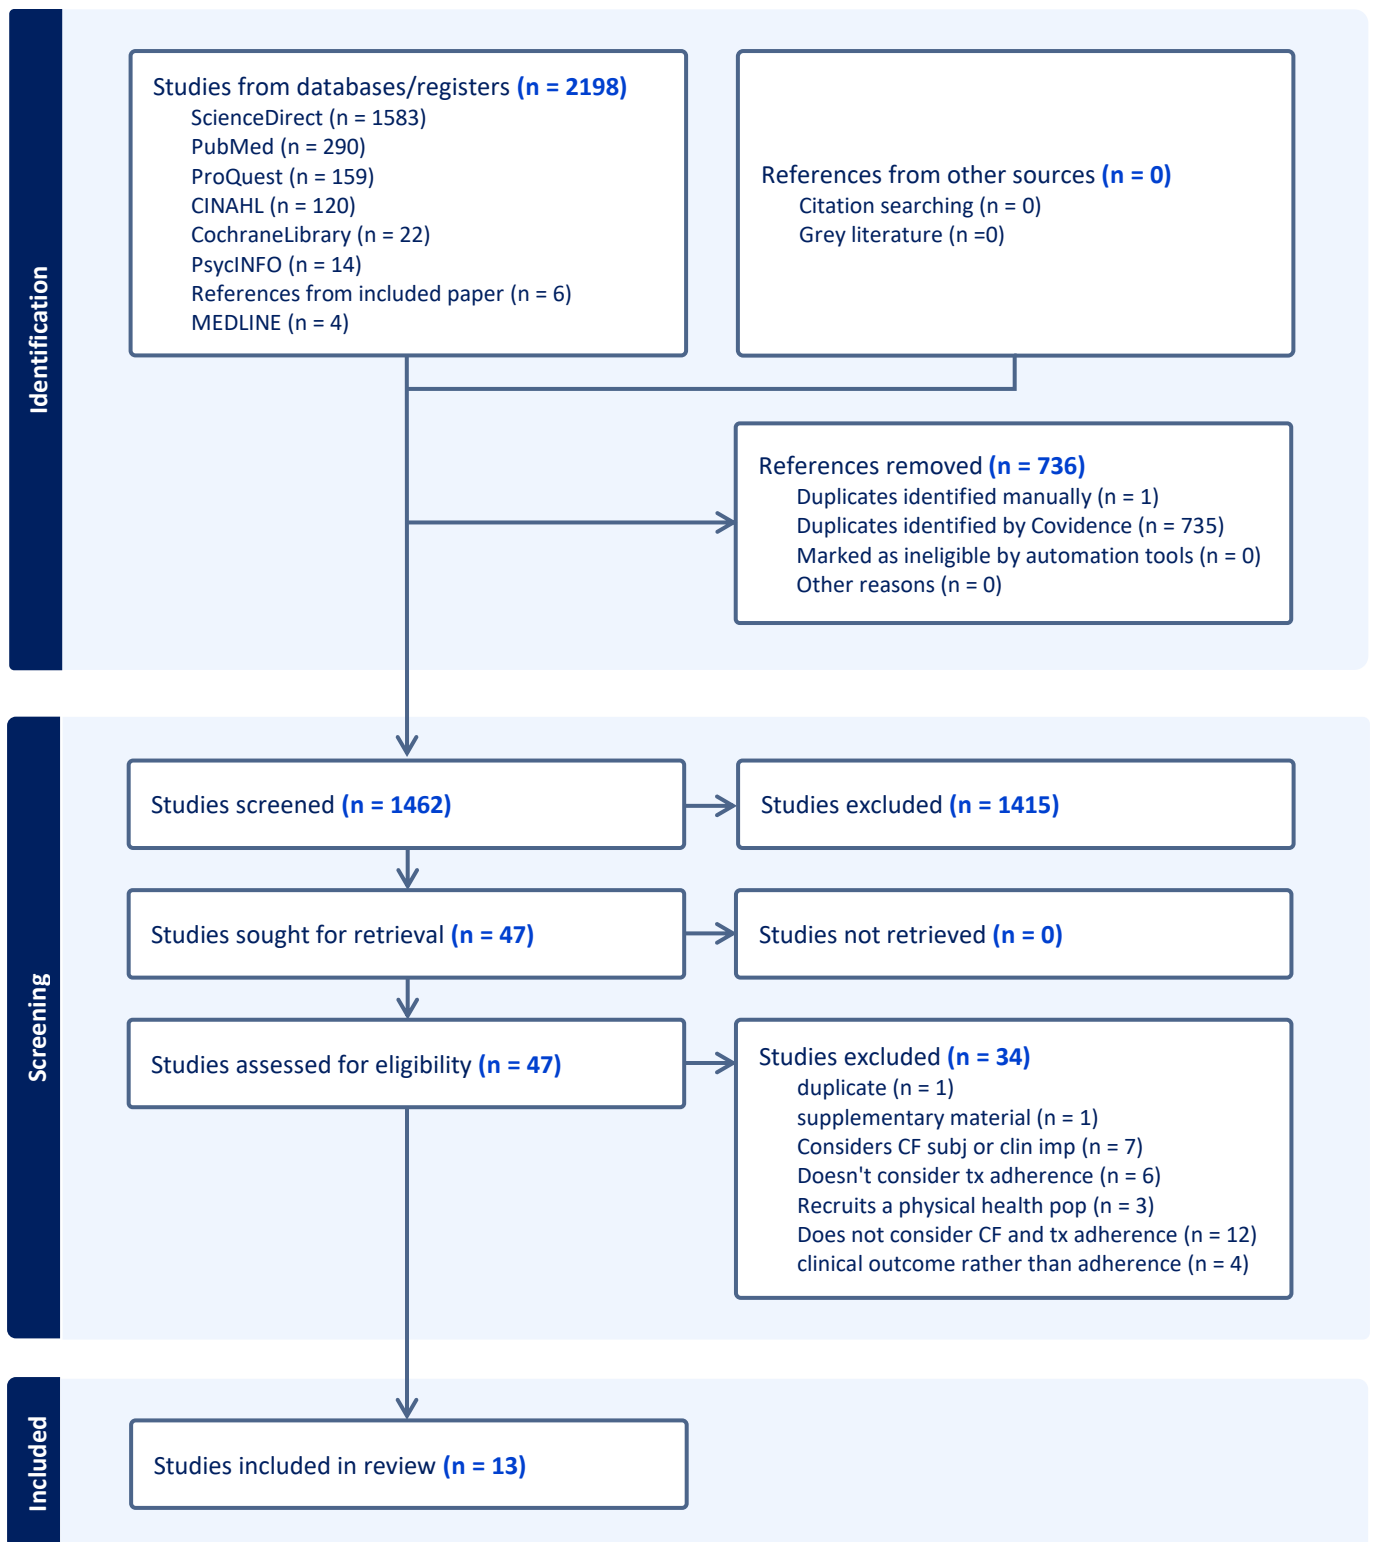 Identification
Studies from databases/registers (n = 2198)
ScienceDirect (n = 1583)
PubMed (n = 290)
ProQuest (n = 159)
CINAHL (n = 120)
CochraneLibrary (n = 22)
PsycINFO (n = 14)
References from included paper (n = 6)
MEDLINE (n = 4)
References from other sources (n = 0)
Citation searching (n = 0)
Grey literature (n =0)
References removed (n = 736)
Duplicates identified manually (n = 1)
Duplicates identified by Covidence (n = 735)
Marked as ineligible by automation tools (n = 0)
Other reasons (n = 0)
Screening
Studies screened (n = 1462)
Studies excluded (n = 1415)
Studies sought for retrieval (n = 47)
Studies not retrieved (n = 0)
Studies assessed for eligibility (n = 47)
Studies excluded (n = 34)
duplicate (n = 1)
supplementary material (n = 1)
Considers CF subj or clin imp (n = 7)
Doesn't consider tx adherence (n = 6)
Recruits a physical health pop (n = 3)
Does not consider CF and tx adherence (n = 12)
clinical outcome rather than adherence (n = 4)
Included
Studies included in review (n = 13)